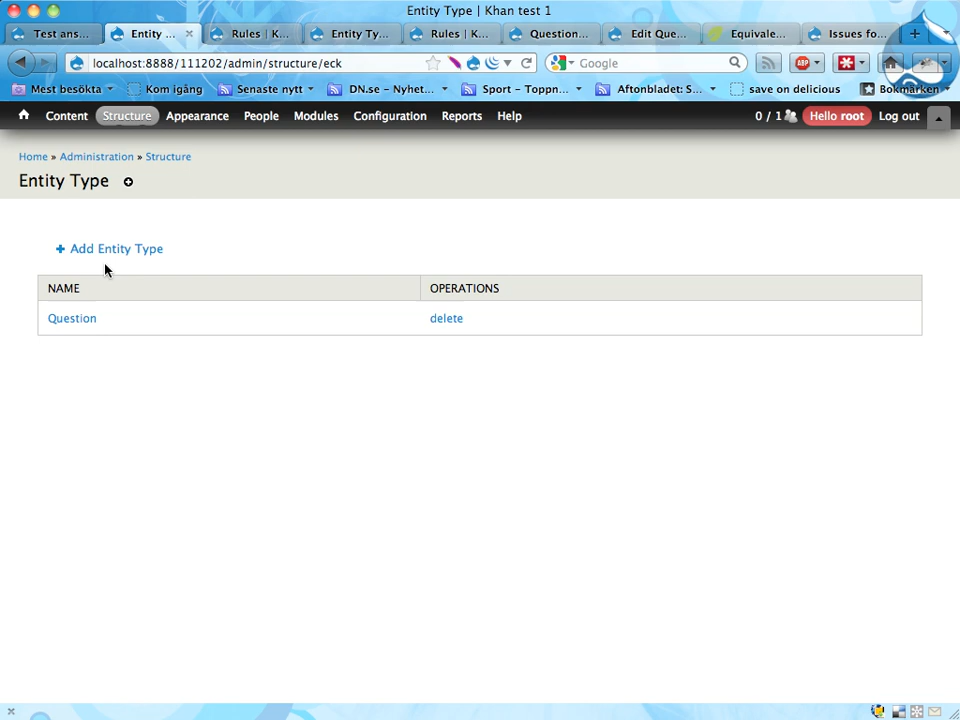 Entity Type | Khan test 1
Test ans... Entity ... Rules | K... Entity Ty... Rules | K... Question... Edit Que... Equivale... Issues fo...
localhost:8888/111202/admin/structure/eck Google ABP
Mest besökta Kom igång Senaste nytt DN.se – Nyhet... Sport – Toppn... Aftonbladet: S... save on delicious Bokmärken
Content Structure Appearance People Modules Configuration Reports Help 0 / 1 Hello root Log out
Home » Administration » Structure
Entity Type
Add Entity Type
NAME OPERATIONS
Question delete